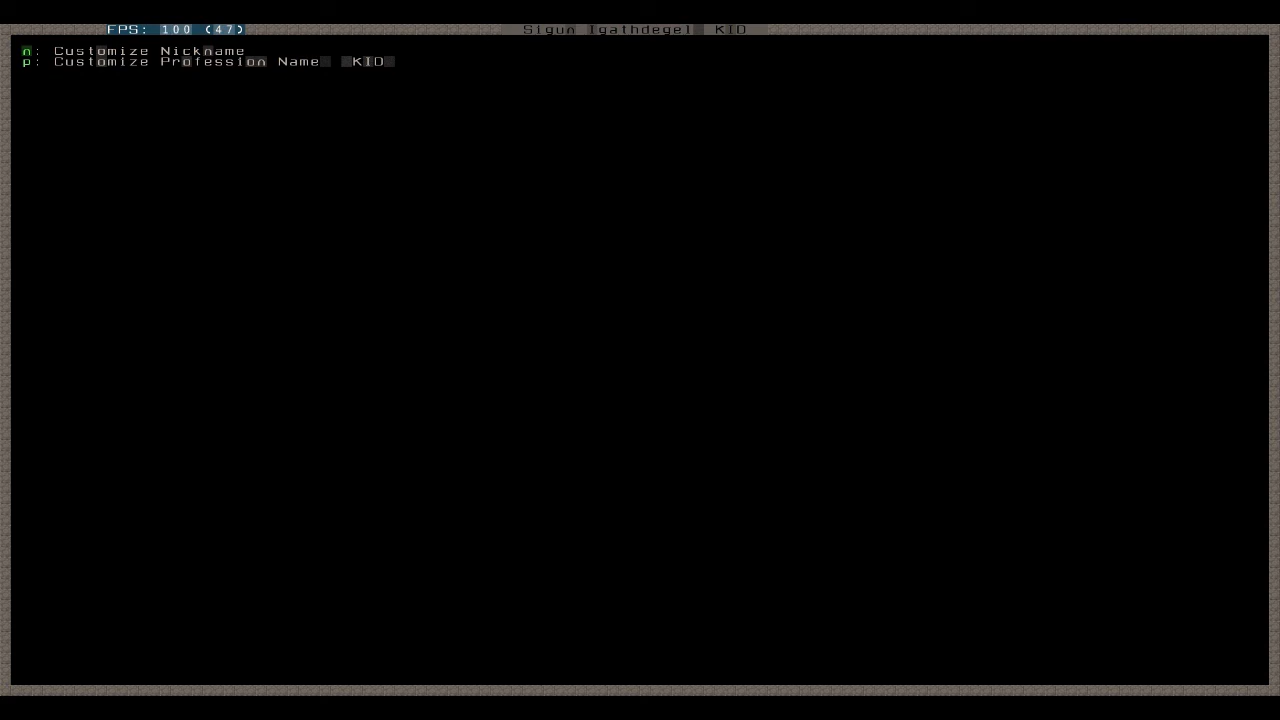 FPS: 100 (47)
Sigun Igathdegel KID
n: Customize Nickname
p: Customize Profession Name KID